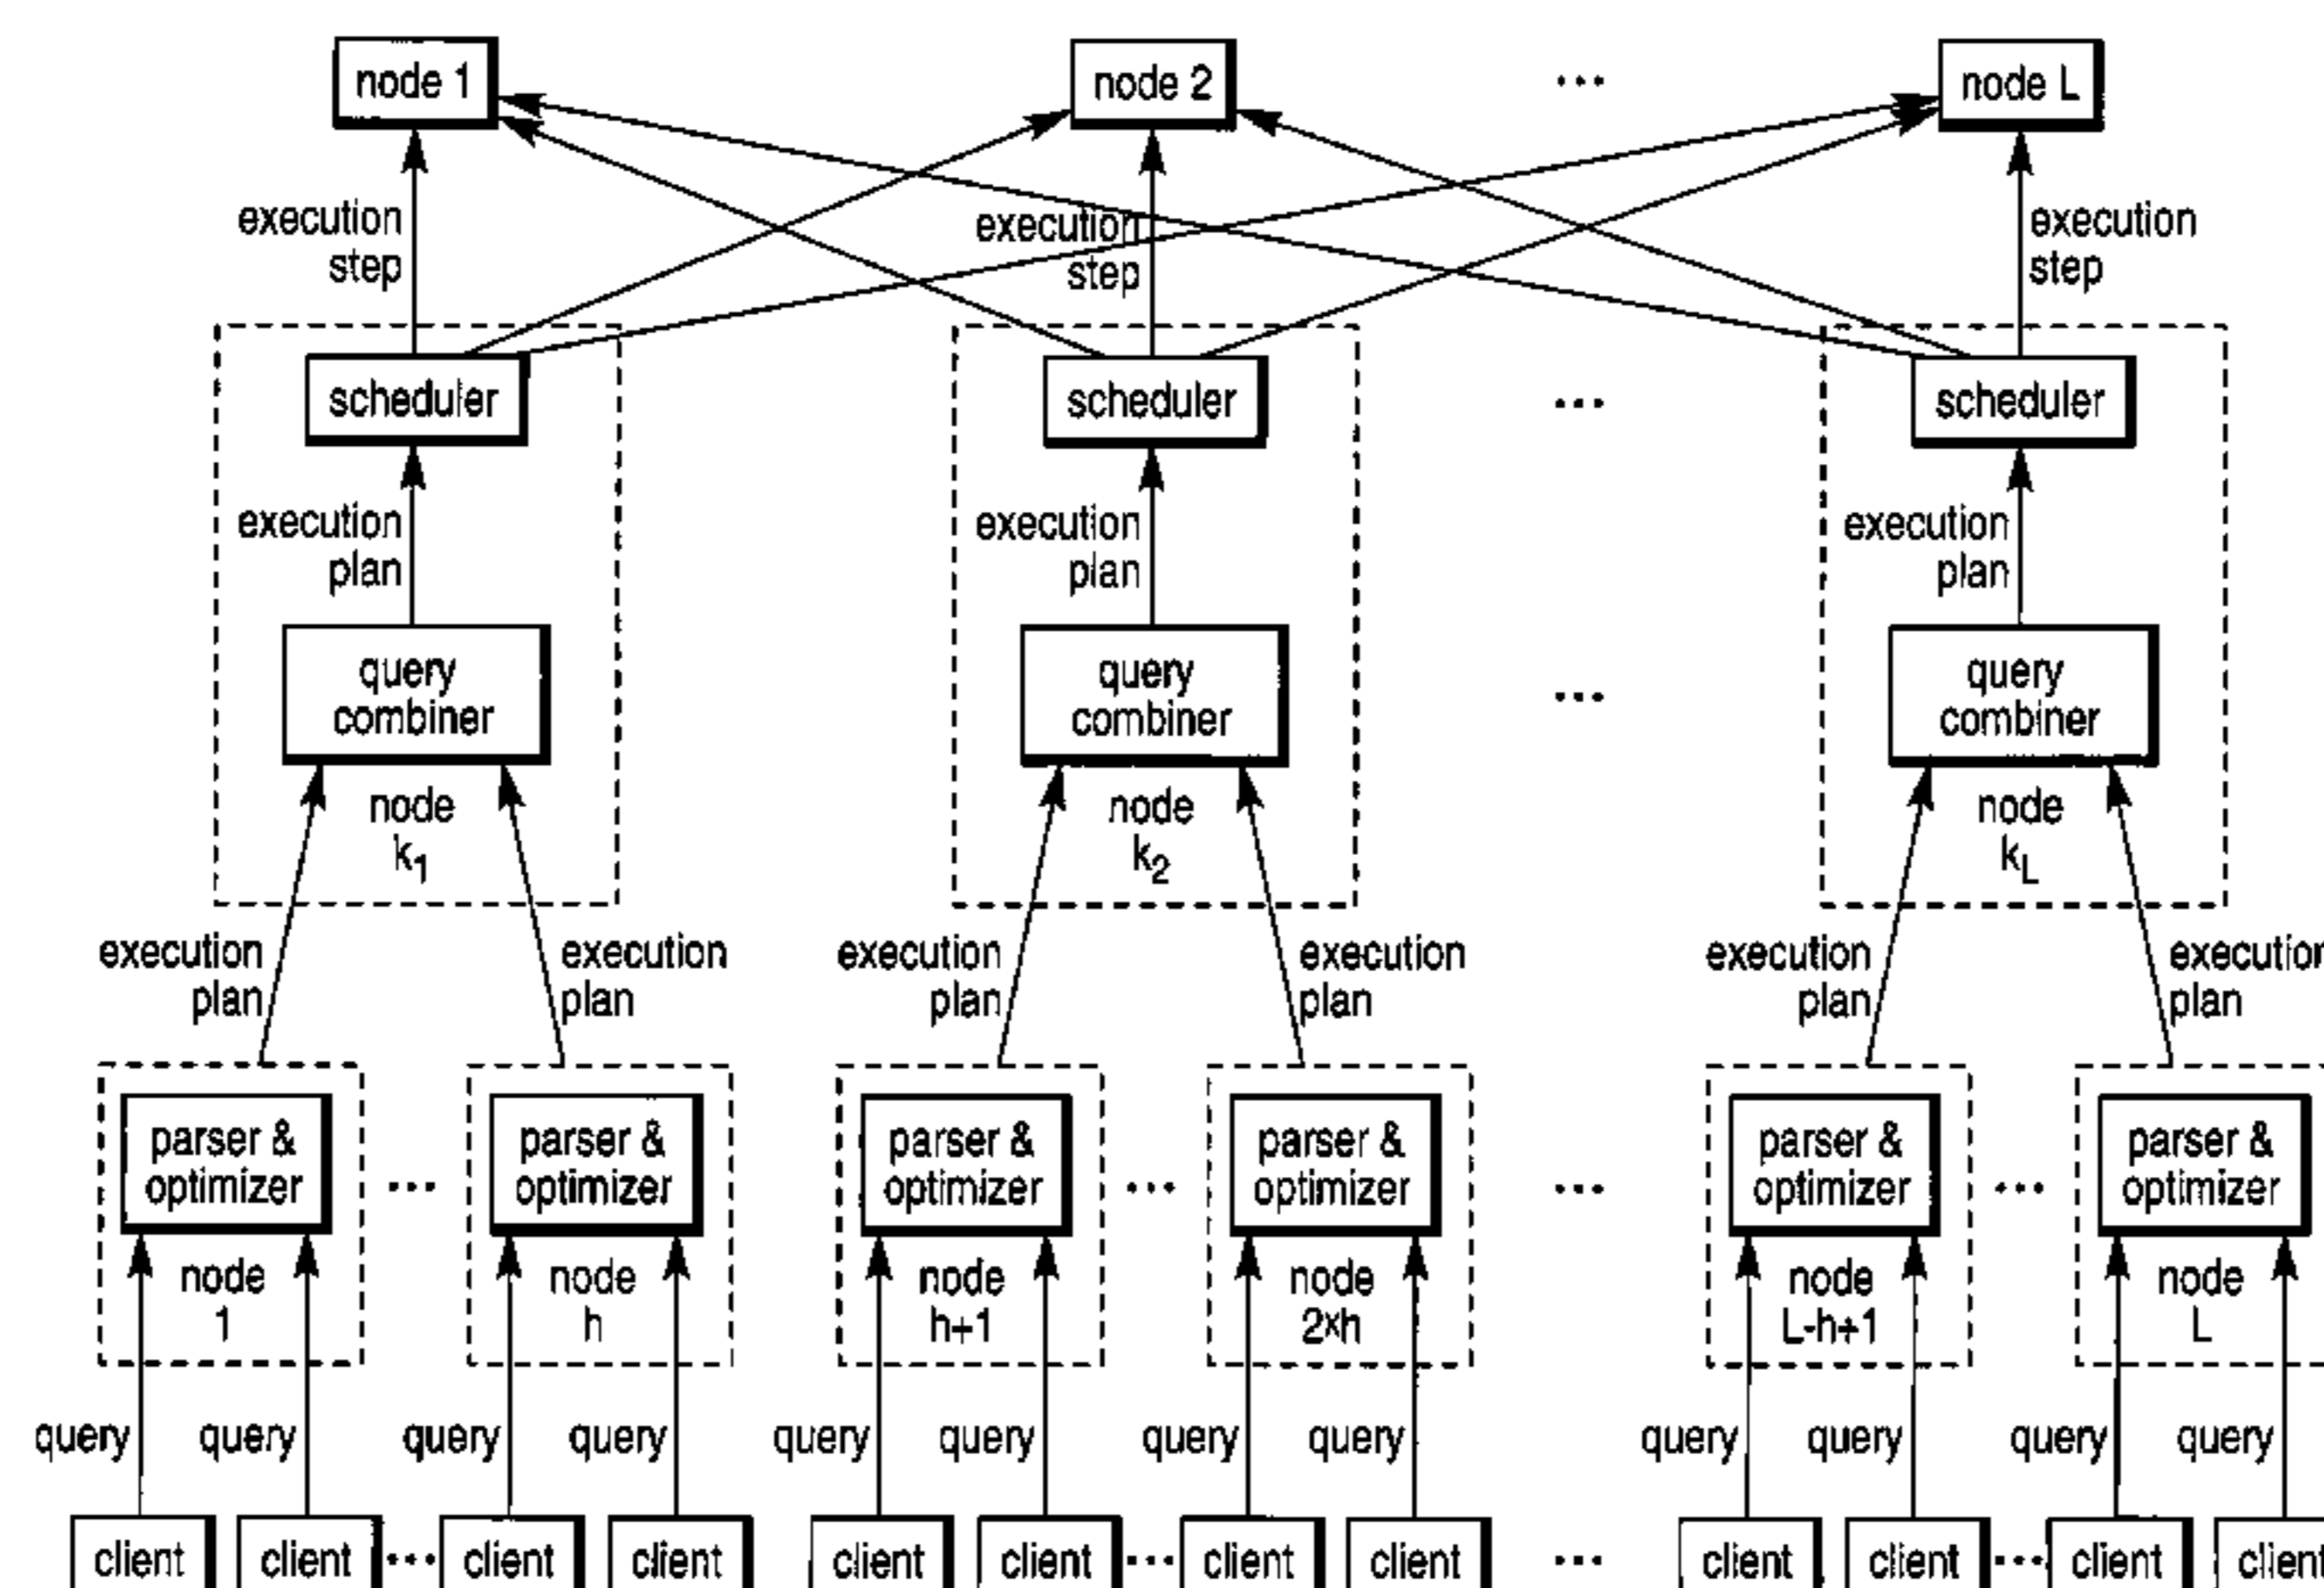 node 1
node 2
...
node L
execution
step
execution
step
execution
step
scheduler
scheduler
...
scheduler
execution
plan
execution
plan
execution
plan
query
combiner
query
combiner
...
query
combiner
node
k1
node
k2
node
kL
execution
plan
execution
plan
execution
plan
execution
plan
execution
plan
execution
plan
parser &
optimizer
...
parser &
optimizer
parser &
optimizer
...
parser &
optimizer
...
parser &
optimizer
...
parser &
optimizer
node
1
node
h
node
h+1
node
2×h
node
L-h+1
node
L
query
query
query
query
query
query
query
query
query
query
query
query
client
client
...
client
client
client
client
...
client
client
...
client
client
...
client
client